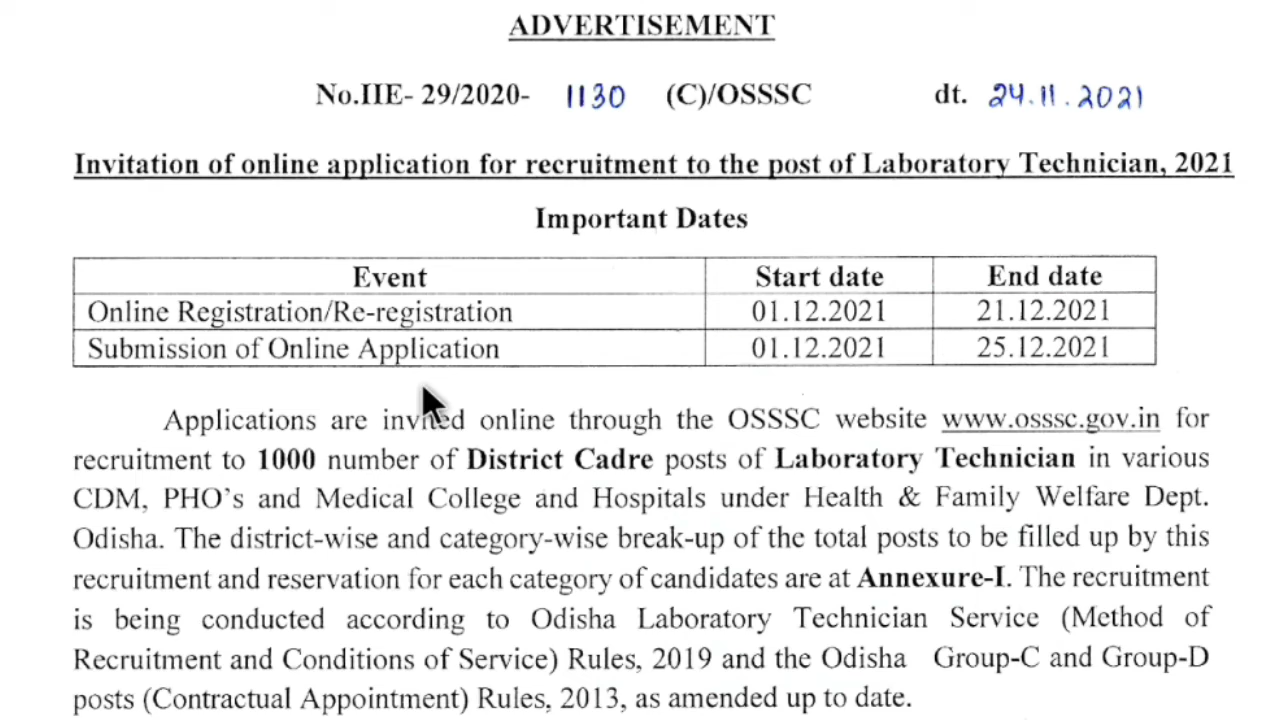 ADVERTISEMENT
No.IIE- 29/2020- 1130 (C)/OSSSC dt. 24.11.2021
Invitation of online application for recruitment to the post of Laboratory Technician, 2021
Important Dates
Event Start date End date
Online Registration/Re-registration 01.12.2021 21.12.2021
Submission of Online Application 01.12.2021 25.12.2021
Applications are invited online through the OSSSC website www.osssc.gov.in for
recruitment to 1000 number of District Cadre posts of Laboratory Technician in various
CDM, PHO's and Medical College and Hospitals under Health & Family Welfare Dept.
Odisha. The district-wise and category-wise break-up of the total posts to be filled up by this
recruitment and reservation for each category of candidates are at Annexure-I. The recruitment
is being conducted according to Odisha Laboratory Technician Service (Method of
Recruitment and Conditions of Service) Rules, 2019 and the Odisha Group-C and Group-D
posts (Contractual Appointment) Rules, 2013, as amended up to date.